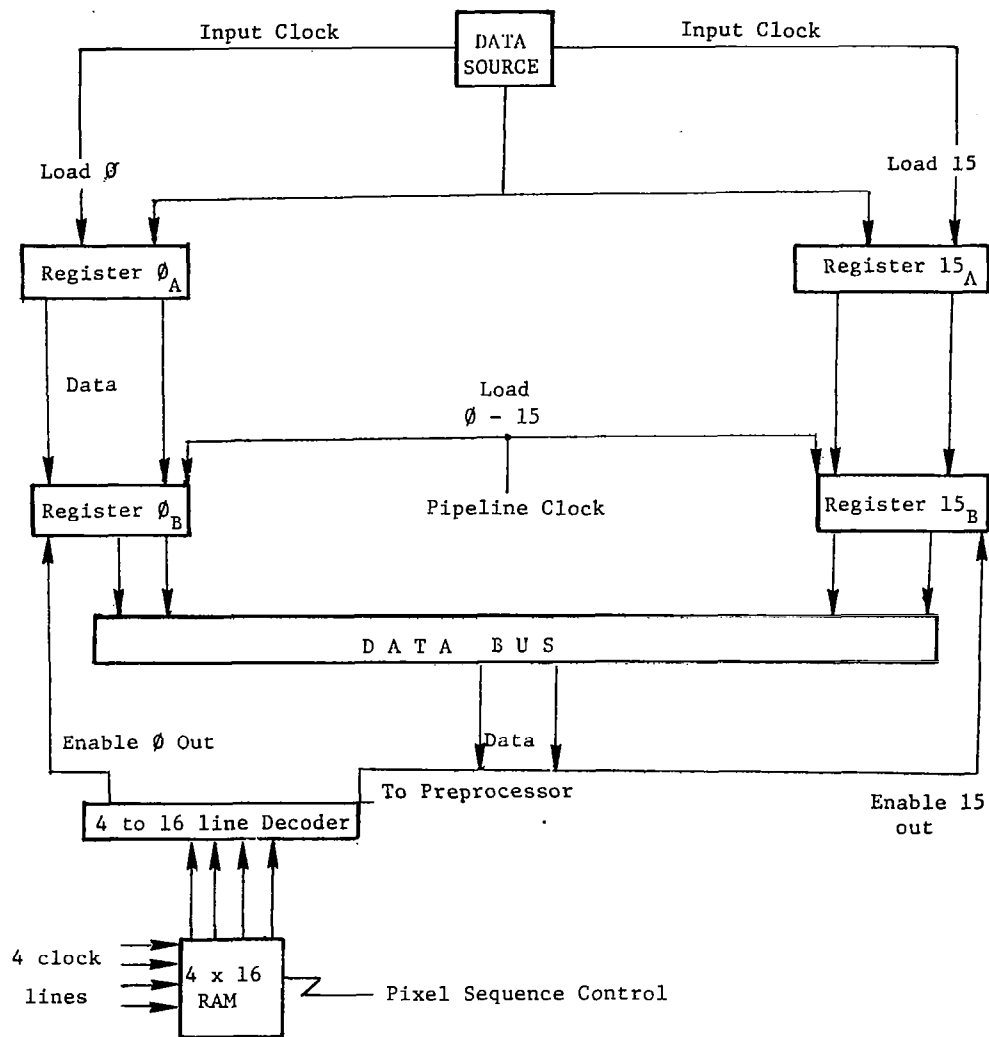 Input Clock
DATA
SOURCE
Input Clock
Load Ø
Load 15
Register Ø_A
Register 15_A
Data
Load
Ø - 15
Register Ø_B
Pipeline Clock
Register 15_B
DATA BUS
Enable Ø Out
Data
To Preprocessor
Enable 15
out
4 to 16 line Decoder
4 clock
lines
4 x 16
RAM
Pixel Sequence Control